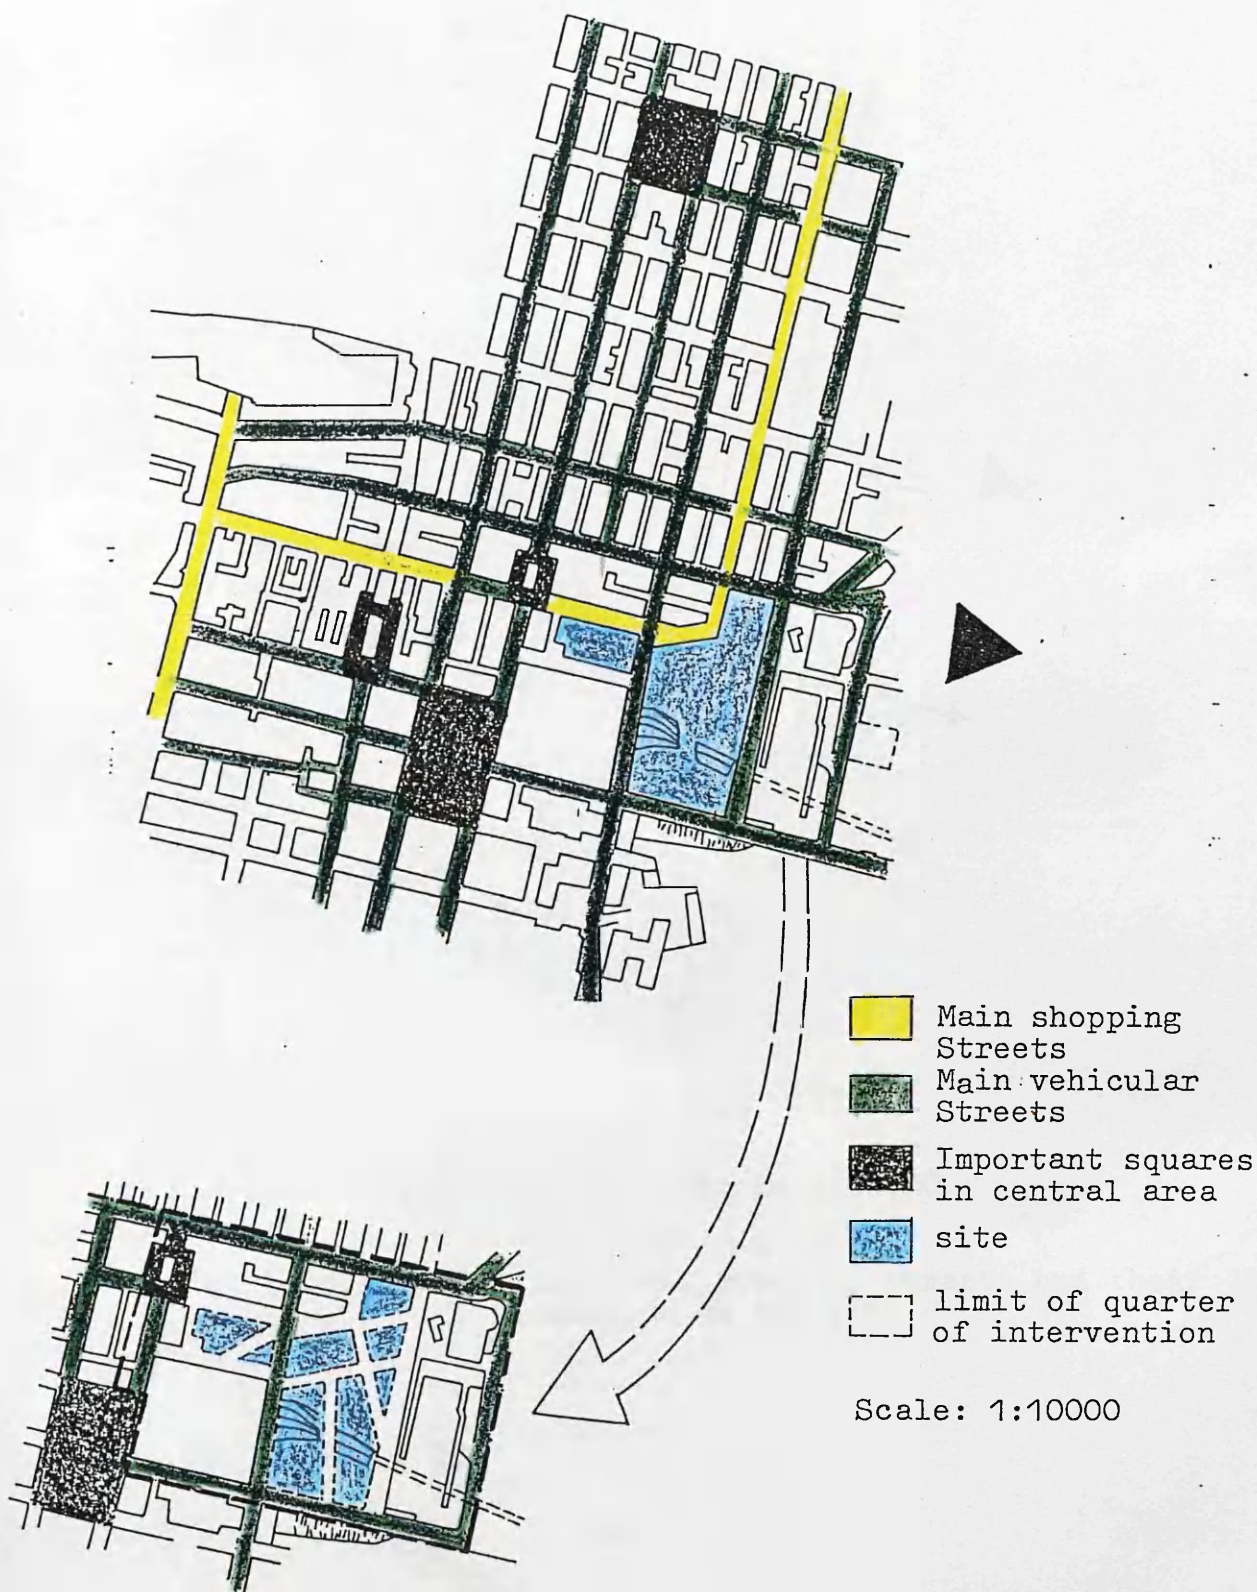 Main shopping
Streets
Main vehicular
Streets
Important squares
in central area
site
limit of quarter
of intervention
Scale: 1:10000